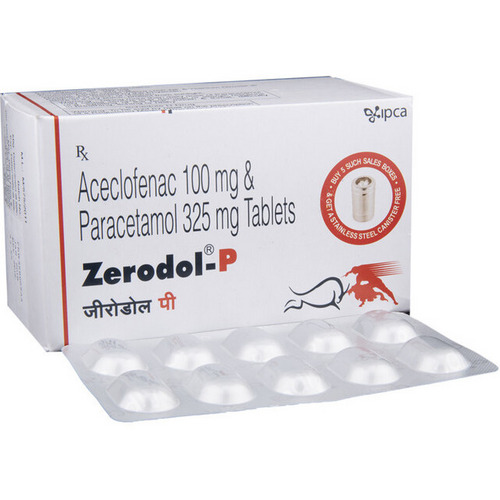 ipca
Rx
Aceclofenac 100 mg &
Paracetamol 325 mg Tablets
Zerodol®-P
जीरोडोल पी
BUY 5 SUCH SALES BOXES
& GET A STAINLESS STEEL CANISTER FREE